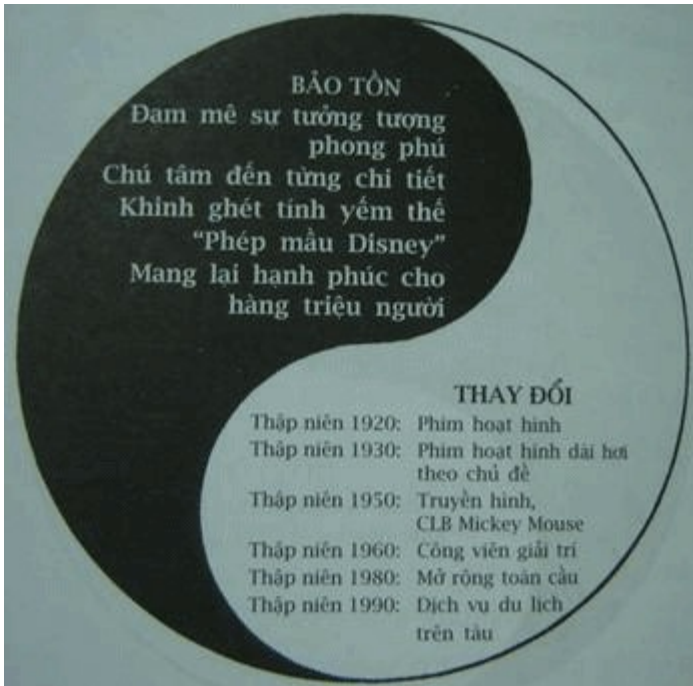 BẢO TỒN
Đam mê sự tưởng tượng
phong phú
Chú tâm đến từng chi tiết
Khinh ghét tính yếm thế
“Phép mầu Disney”
Mang lại hạnh phúc cho
hàng triệu người
THAY ĐỔI
Thập niên 1920: Phim hoạt hình
Thập niên 1930: Phim hoạt hình dài hơi
theo chủ đề
Thập niên 1950: Truyền hình,
CLB Mickey Mouse
Thập niên 1960: Công viên giải trí
Thập niên 1980: Mở rộng toàn cầu
Thập niên 1990: Dịch vụ du lịch
trên tàu